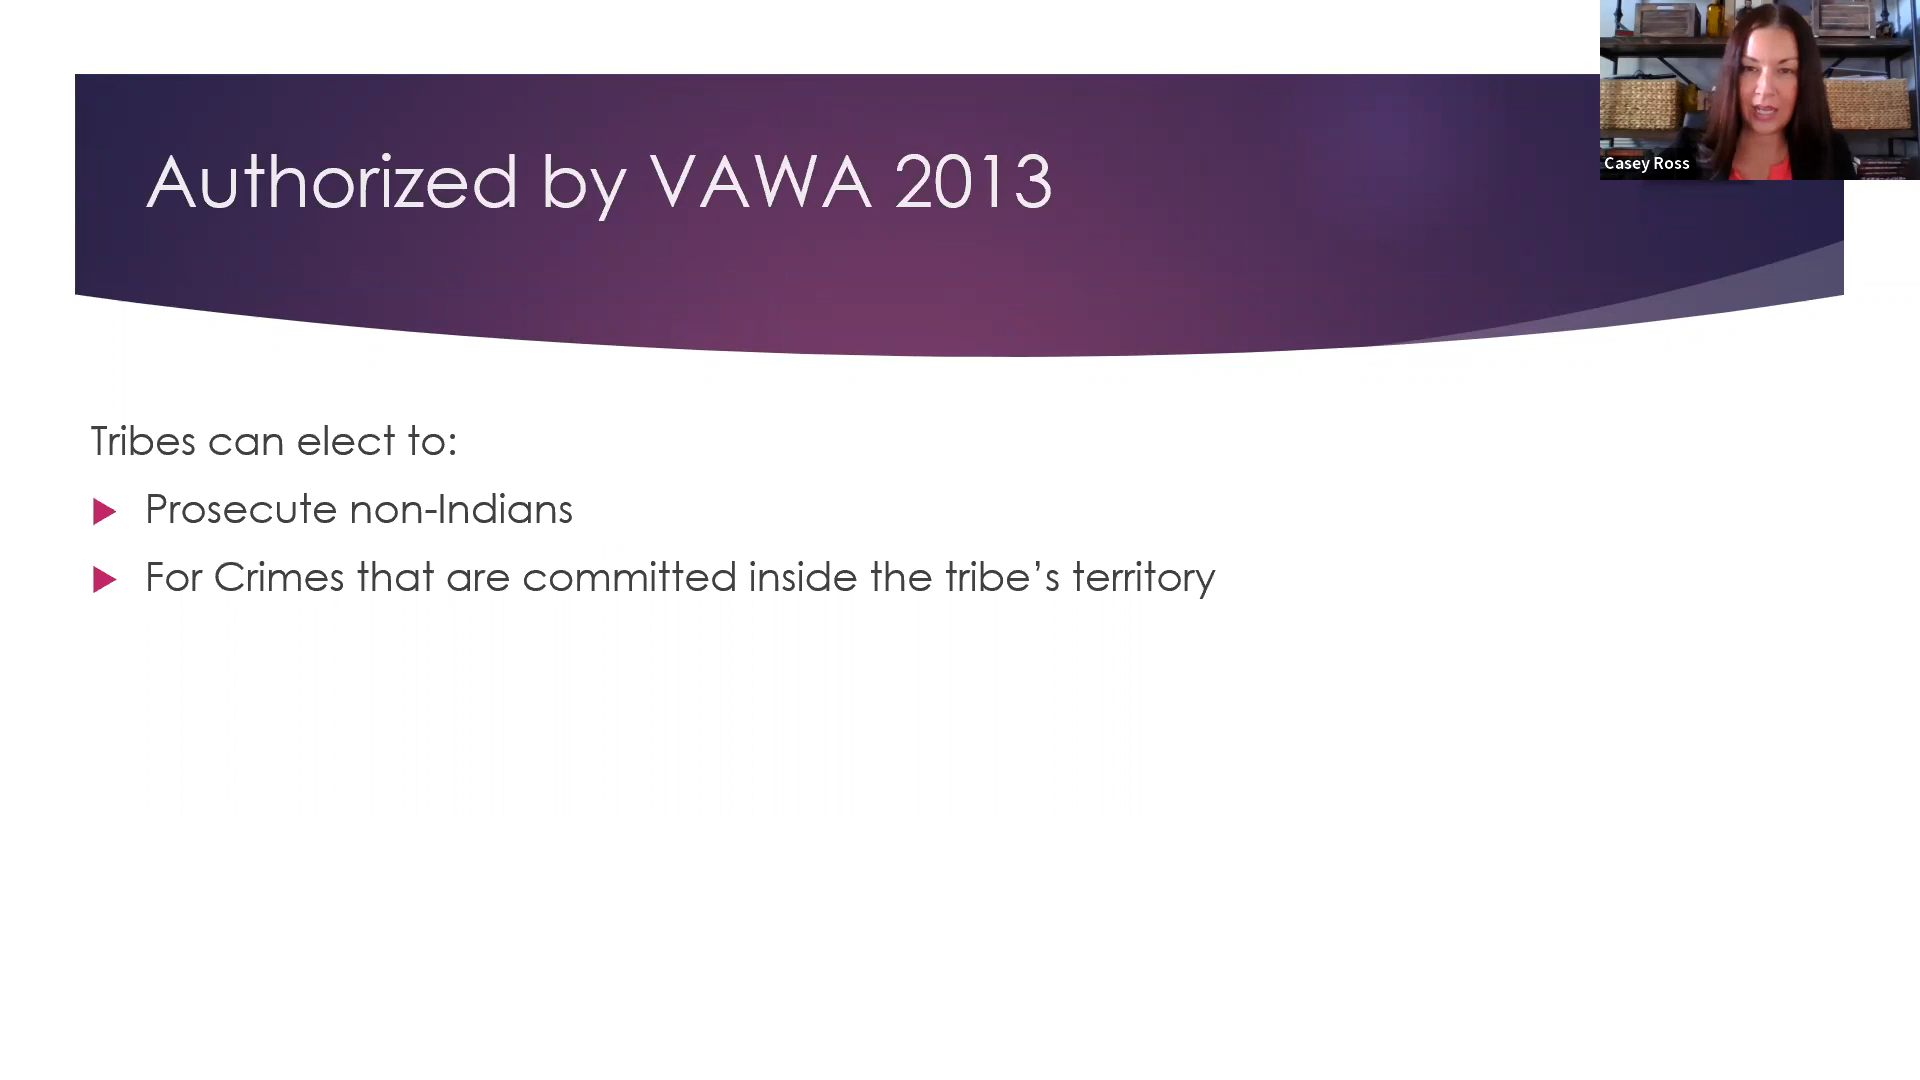 Authorized by VAWA 2013
Casey Ross
Tribes can elect to:
Prosecute non-Indians
For Crimes that are committed inside the tribe’s territory